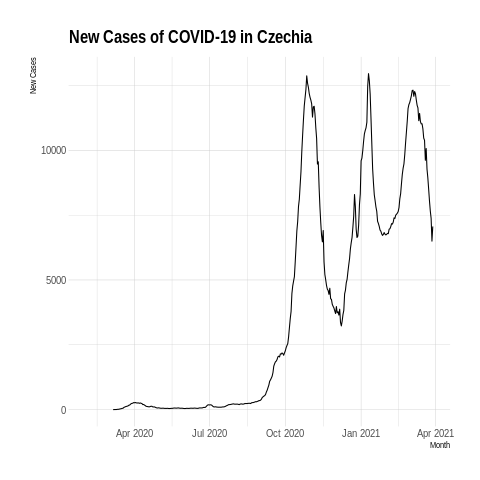 New Cases of COVID-19 in Czechia
New Cases
10000
5000
0
Apr 2020 Jul 2020 Oct 2020 Jan 2021 Apr 2021
Month